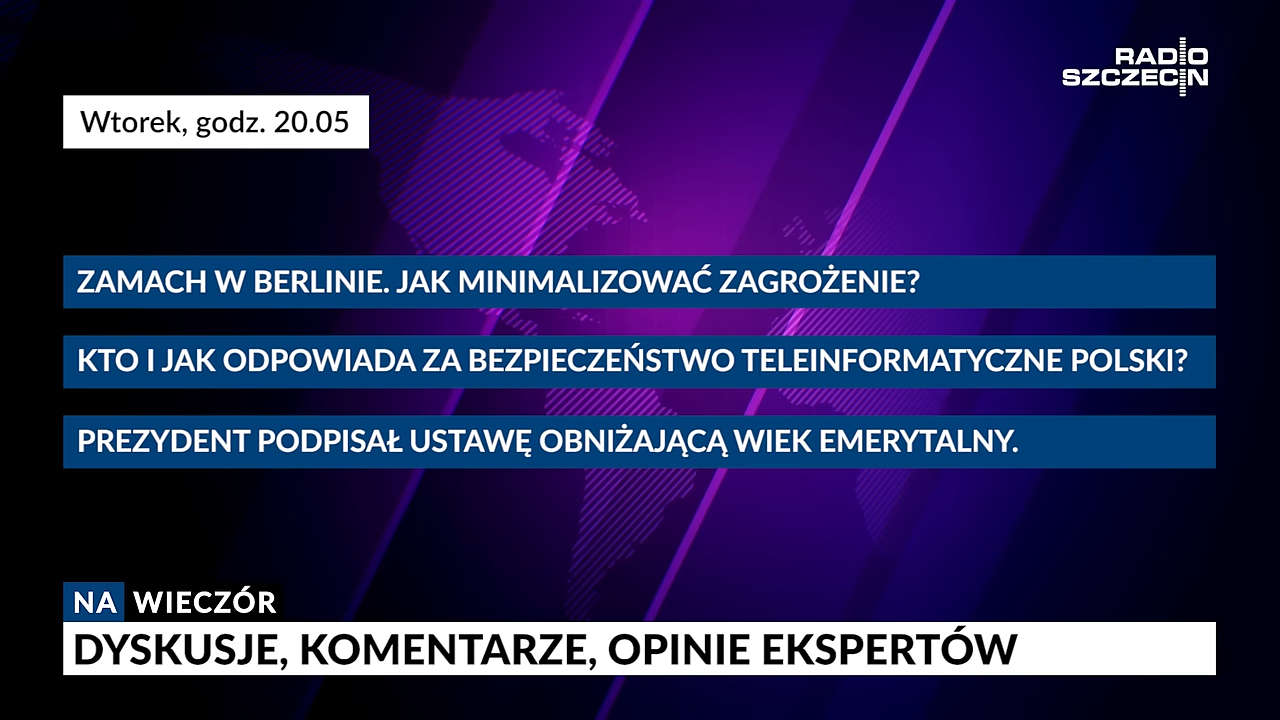 RADIO
SZCZECIN
Wtorek, godz. 20.05
ZAMACH W BERLINIE. JAK MINIMALIZOWAĆ ZAGROŻENIE?
KTO I JAK ODPOWIADA ZA BEZPIECZEŃSTWO TELEINFORMATYCZNE POLSKI?
PREZYDENT PODPISAŁ USTAWĘ OBNIŻAJĄCĄ WIEK EMERYTALNY.
NA WIECZÓR
DYSKUSJE, KOMENTARZE, OPINIE EKSPERTÓW